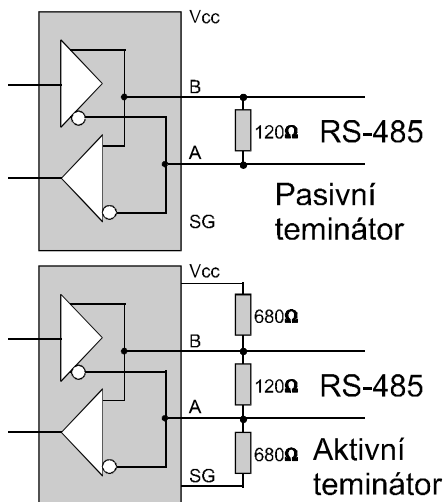 Vcc
B
120Ω RS-485
A
Pasivní
teminátor
SG
Vcc
680Ω
B
120Ω RS-485
A
680Ω Aktivní
SG
teminátor